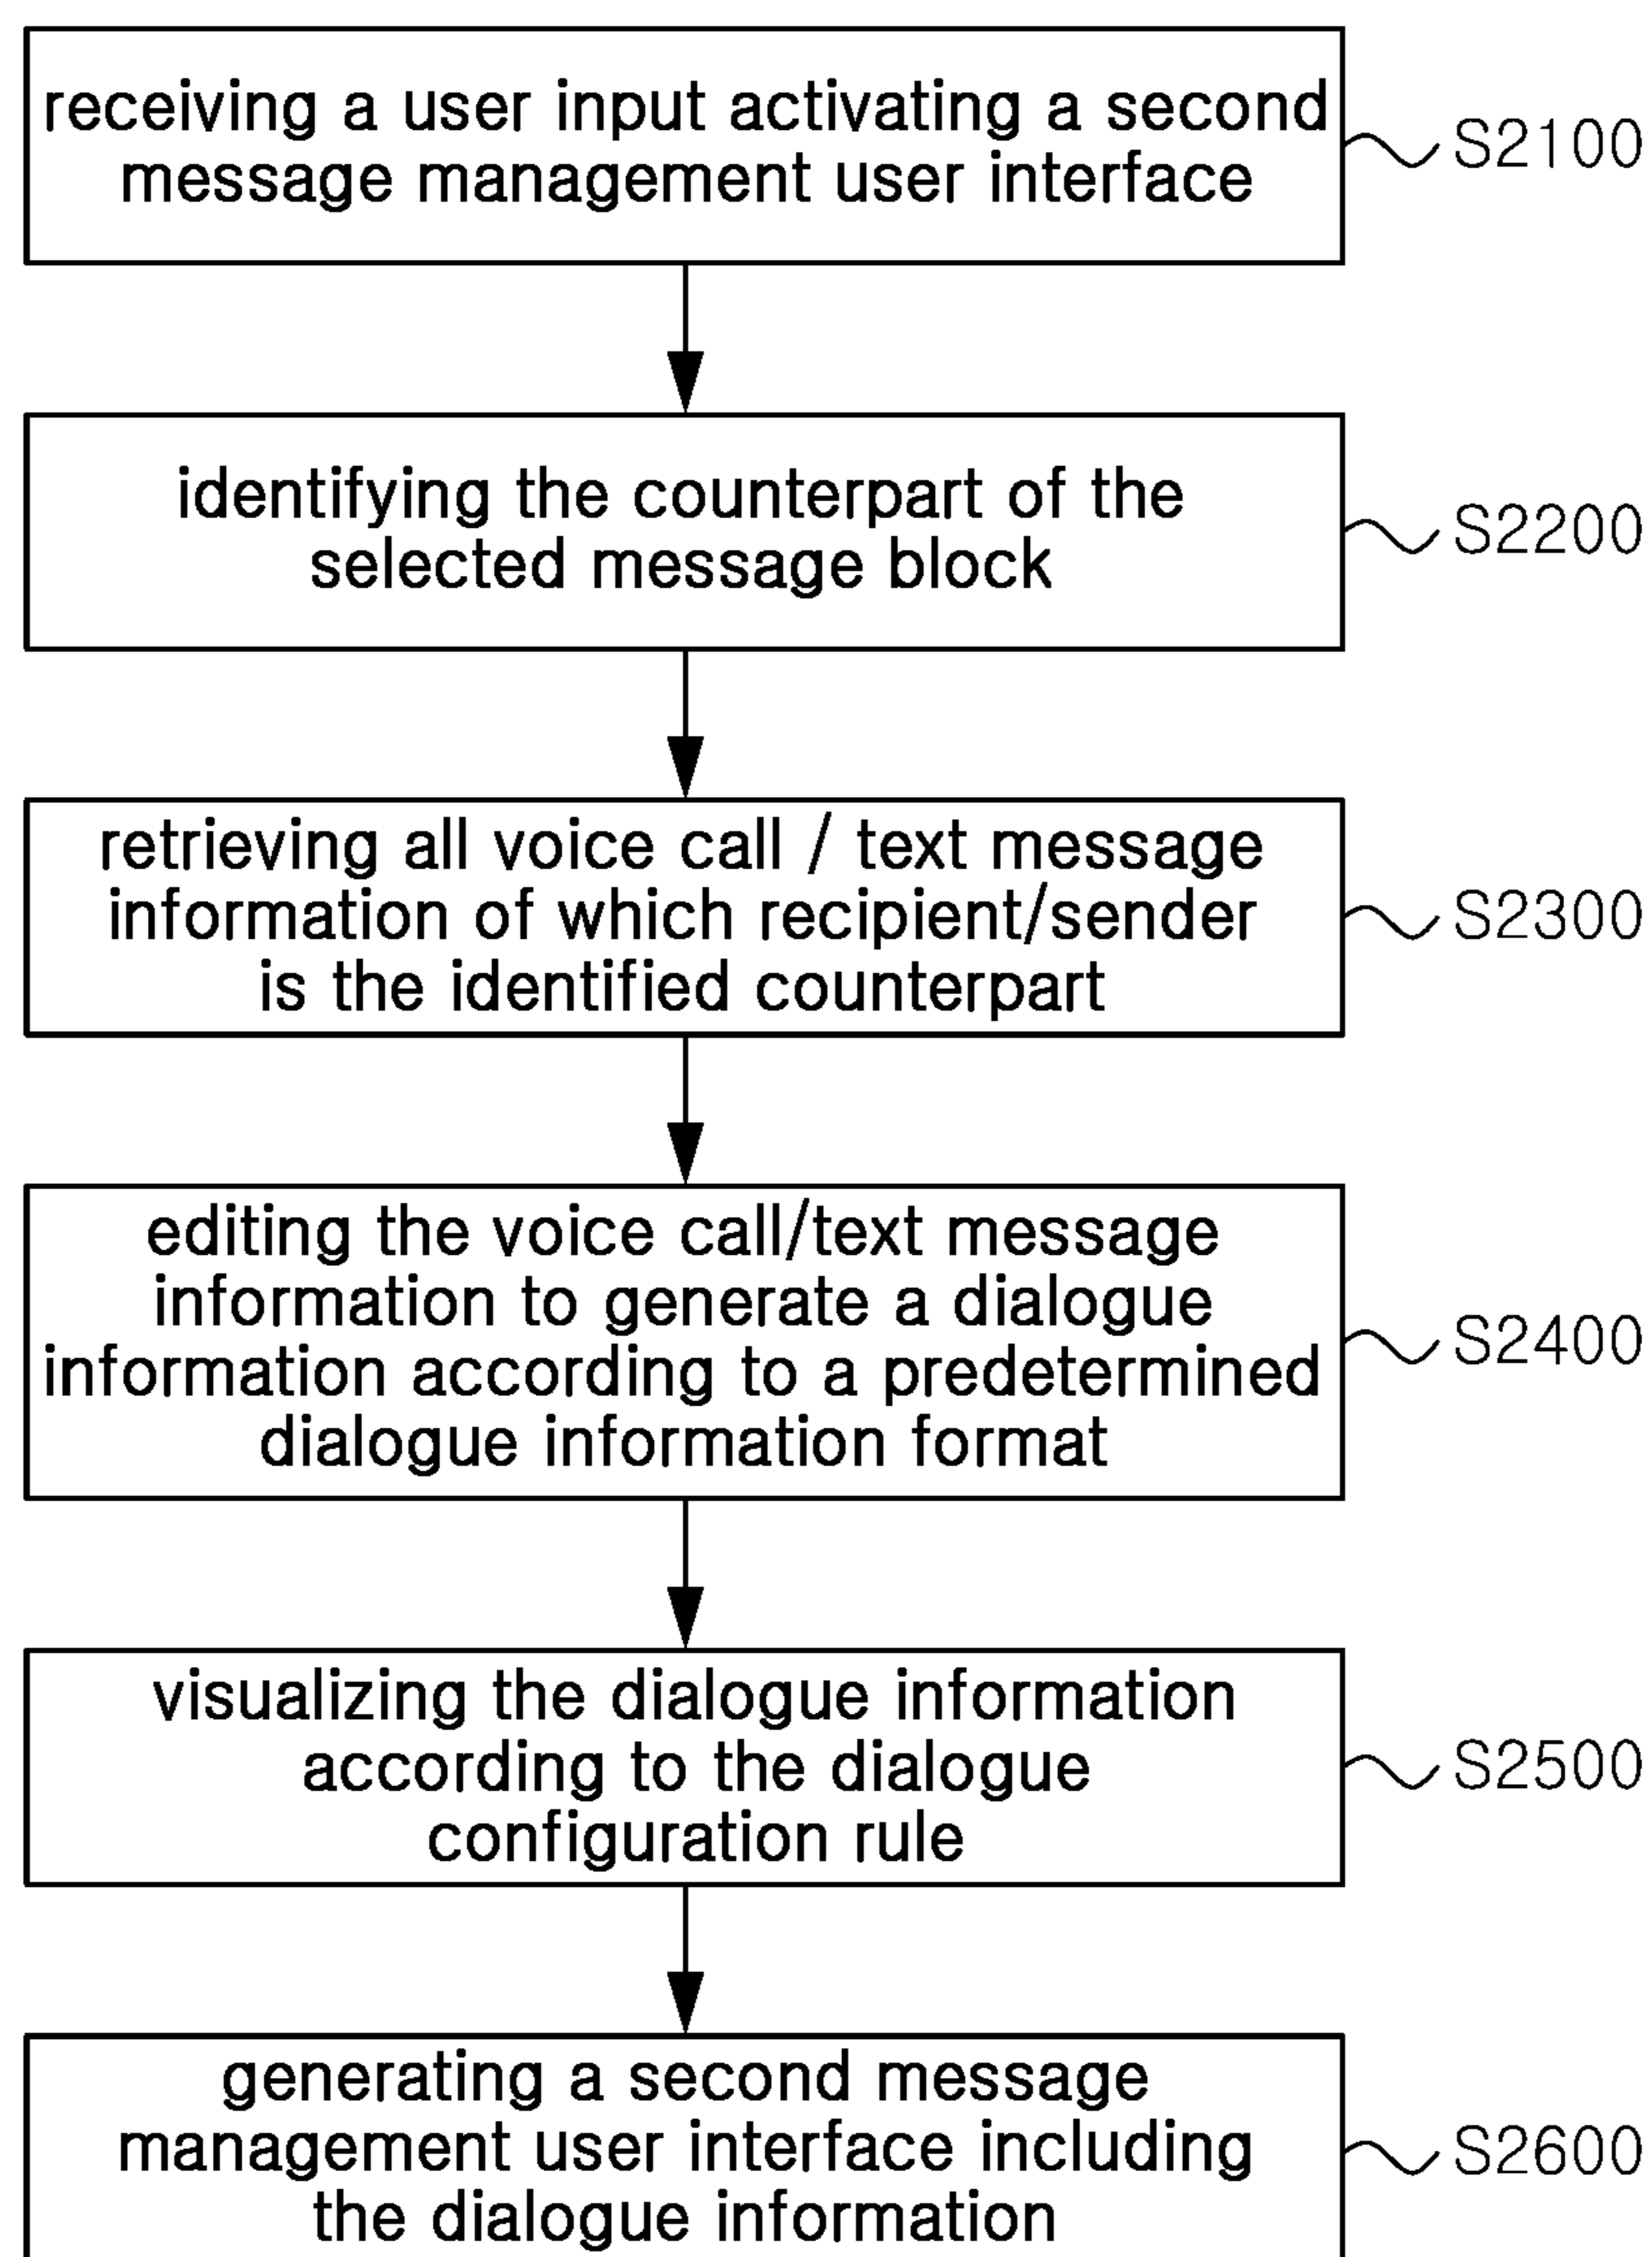 receiving a user input activating a second
message management user interface
S2100
identifying the counterpart of the
selected message block
S2200
retrieving all voice call / text message
information of which recipient/sender
is the identified counterpart
S2300
editing the voice call/text message
information to generate a dialogue
information according to a predetermined
dialogue information format
S2400
visualizing the dialogue information
according to the dialogue
configuration rule
S2500
generating a second message
management user interface including
the dialogue information
S2600